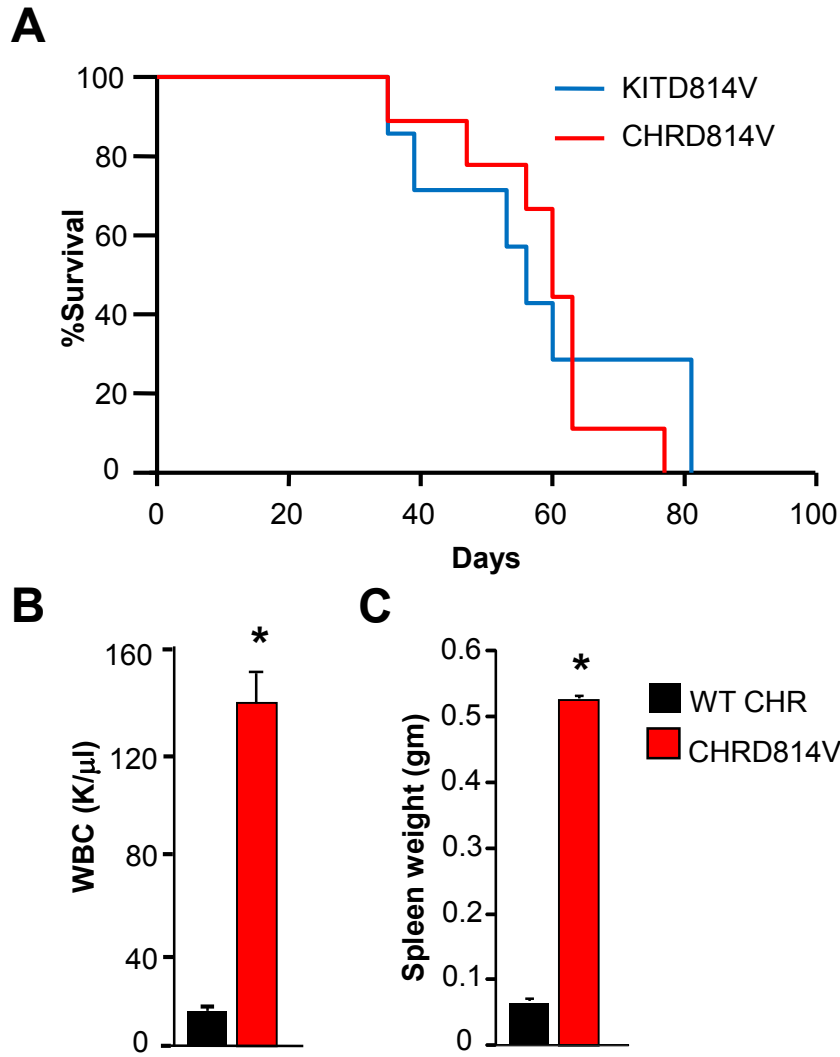 A
100
80
60
40
20
0
%Survival
KITD814V
CHRD814V
0 20 40 60 80 100
Days
B
160
120
80
40
0
WBC (K/μl)
*
C
0.6
0.5
0.4
0.3
0.2
0.1
0
Spleen weight (gm)
*
WT CHR
CHRD814V